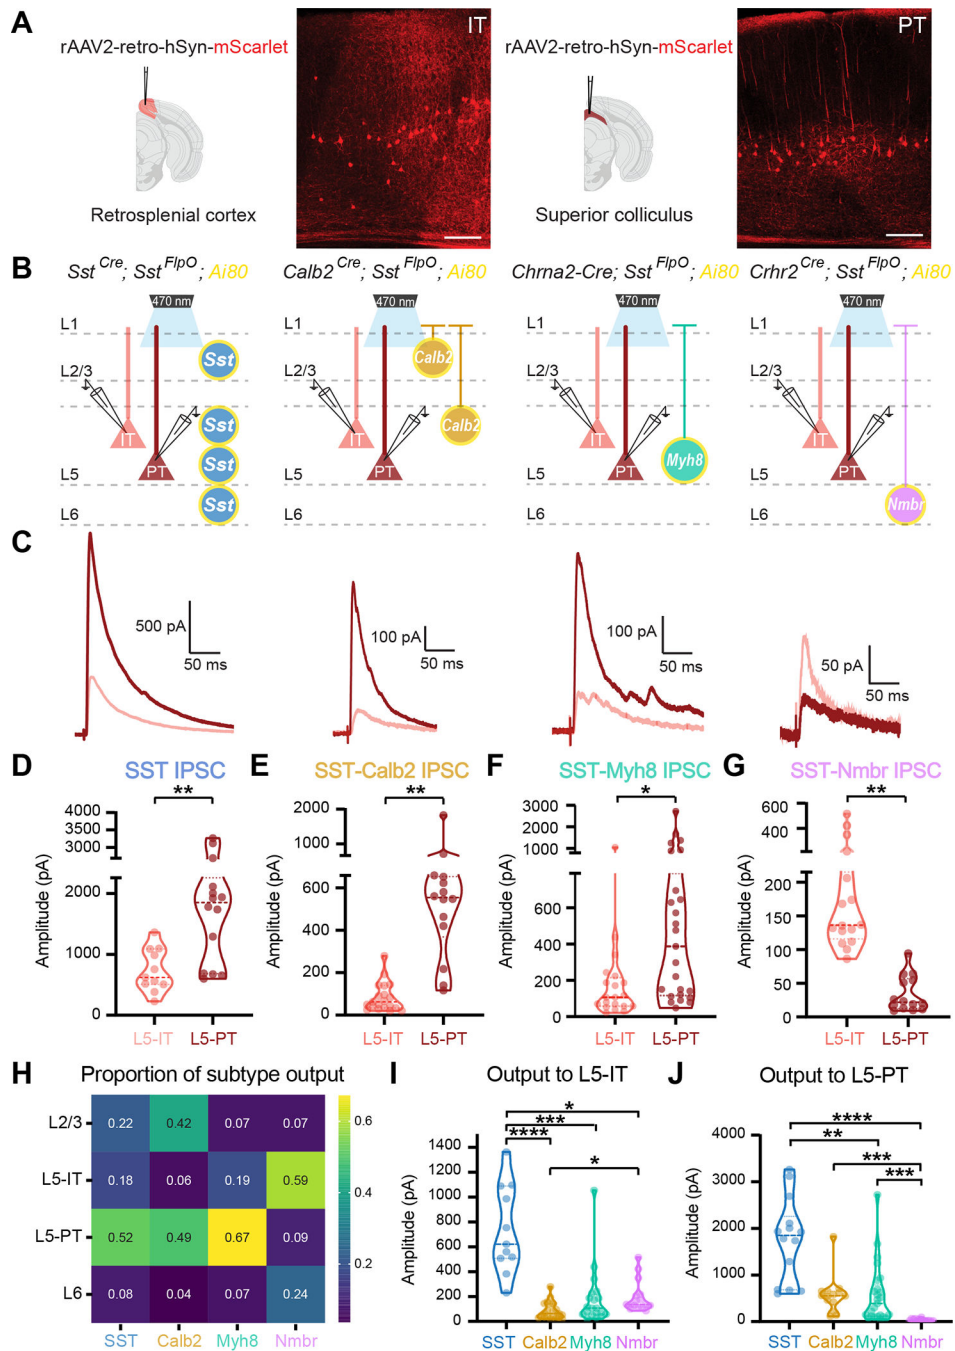 A
rAAV2-retro-hSyn-mScarlet
IT
rAAV2-retro-hSyn-mScarlet
PT
Retrosplenial cortex
Superior colliculus
B
Sst Cre; Sst FlpO; Ai80
Calb2 Cre; Sst FlpO; Ai80
Chrna2-Cre; Sst FlpO; Ai80
Crhr2 Cre; Sst FlpO; Ai80
470 nm
470 nm
470 nm
470 nm
L1
L1
L1
L1
Sst
Calb2
L2/3
L2/3
L2/3
L2/3
IT
Sst
IT
Calb2
IT
IT
PT
Sst
PT
PT
Myh8
PT
L5
L5
L5
L5
Sst
Nmbr
L6
L6
L6
L6
C
500 pA
50 ms
100 pA
50 ms
100 pA
50 ms
50 pA
50 ms
D
SST IPSC
E
SST-Calb2 IPSC
F
SST-Myh8 IPSC
G
SST-Nmbr IPSC
**
**
*
**
Amplitude (pA)
4000
3500
3000
2000
1000
0
L5-IT
L5-PT
Amplitude (pA)
2000
1000
600
400
200
0
L5-IT
L5-PT
Amplitude (pA)
3000
2000
1000
600
400
200
0
L5-IT
L5-PT
Amplitude (pA)
600
400
200
150
100
50
0
L5-IT
L5-PT
H
Proportion of subtype output
L2/3
0.22 0.42 0.07 0.07
L5-IT
0.18 0.06 0.19 0.59
L5-PT
0.52 0.49 0.67 0.09
L6
0.08 0.04 0.07 0.24
SST Calb2 Myh8 Nmbr
0.6
0.4
0.2
I
Output to L5-IT
*
***
****
*
Amplitude (pA)
1400
1200
1000
800
600
400
200
0
SST Calb2 Myh8 Nmbr
J
Output to L5-PT
****
**
***
***
Amplitude (pA)
4000
3000
2000
1000
0
SST Calb2 Myh8 Nmbr